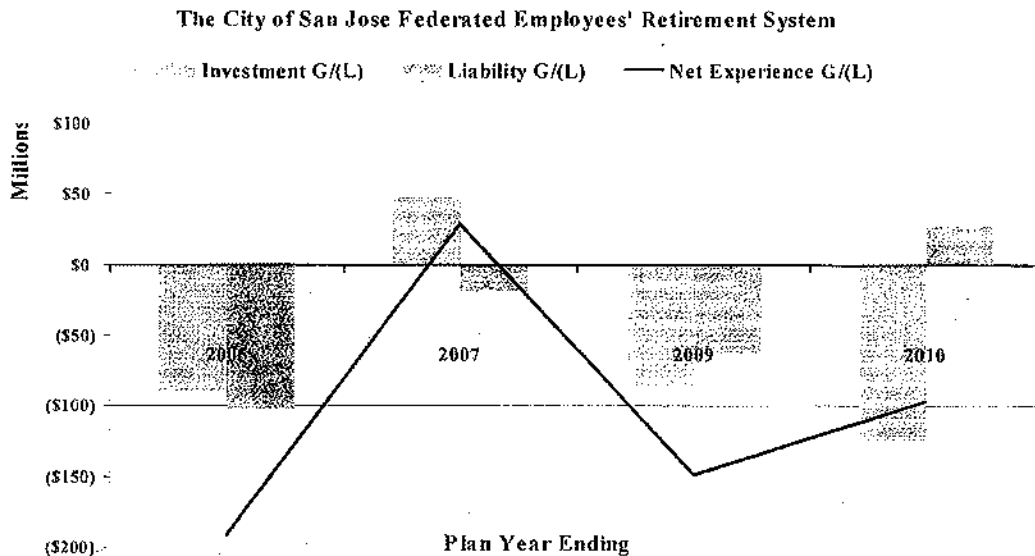 The City of San Jose Federated Employees' Retirement System
Investment G/(L) Liability G/(L) Net Experience G/(L)
Millions
$100
$50
$0
($50)
2006 2007 2009 2010
($100)
($150)
($200)
Plan Year Ending